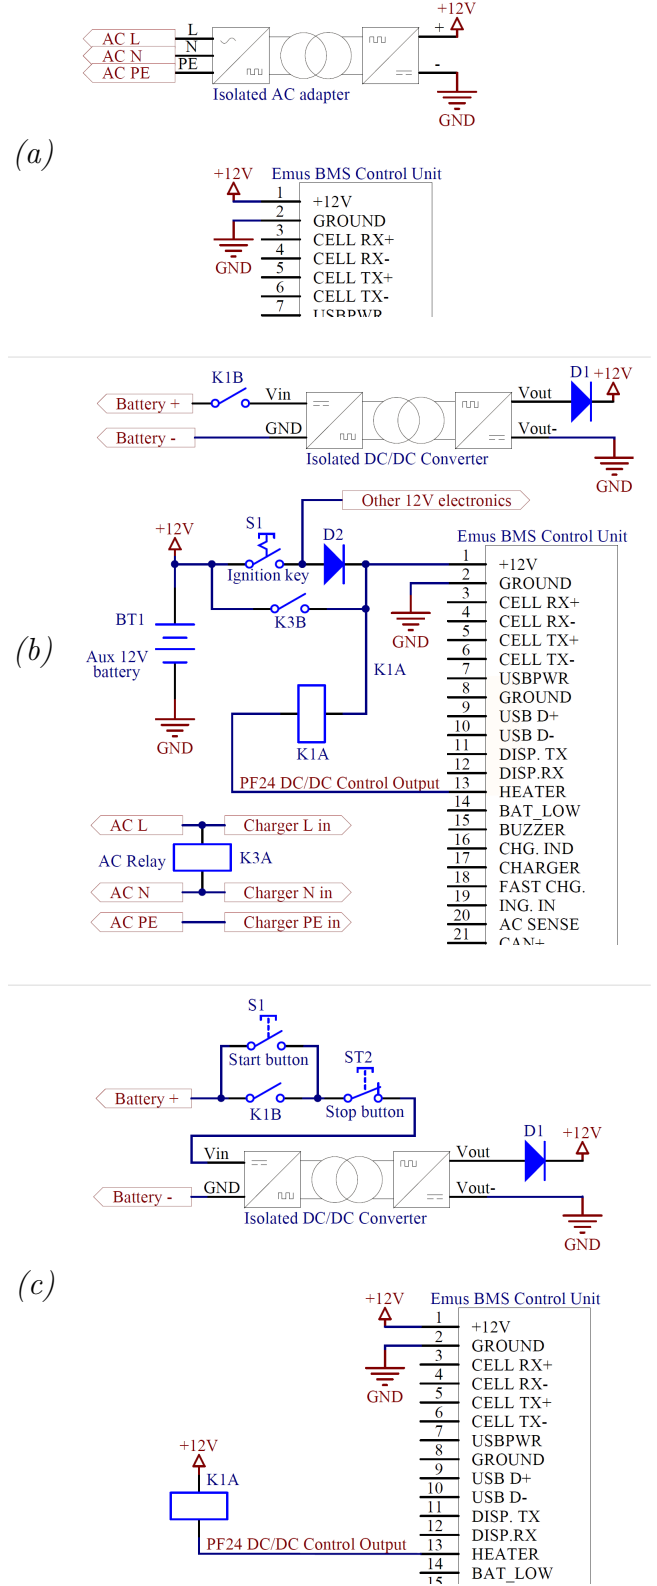 +12V
AC L
L
AC N
N
AC PE
PE
+
-
Isolated AC adapter
GND
(a)
+12V
Emus BMS Control Unit
1
+12V
2
GROUND
3
CELL RX+
4
CELL RX-
5
CELL TX+
6
CELL TX-
7
USBPWR
GND
K1B
D1
+12V
Battery +
Vin
Vout
Battery -
GND
Vout-
Isolated DC/DC Converter
GND
Other 12V electronics
+12V
S1
D2
Ignition key
K3B
Emus BMS Control Unit
1
+12V
2
GROUND
3
CELL RX+
4
CELL RX-
5
CELL TX+
6
CELL TX-
7
USBPWR
8
GROUND
9
USB D+
10
USB D-
11
DISP. TX
12
DISP.RX
13
HEATER
14
BAT_LOW
15
BUZZER
16
CHG. IND
17
CHARGER
18
FAST CHG.
19
ING. IN
20
AC SENSE
21
CAN+
GND
BT1
Aux 12V
battery
GND
(b)
K1A
K1A
PF24 DC/DC Control Output
AC L
Charger L in
AC Relay
K3A
AC N
Charger N in
AC PE
Charger PE in
S1
Start button
ST2
Battery +
K1B
Stop button
D1
+12V
Vin
Vout
Battery -
GND
Vout-
Isolated DC/DC Converter
GND
(c)
+12V
Emus BMS Control Unit
1
+12V
2
GROUND
3
CELL RX+
4
CELL RX-
5
CELL TX+
6
CELL TX-
7
USBPWR
8
GROUND
9
USB D+
10
USB D-
11
DISP. TX
12
DISP.RX
13
HEATER
14
BAT_LOW
15
GND
+12V
K1A
PF24 DC/DC Control Output